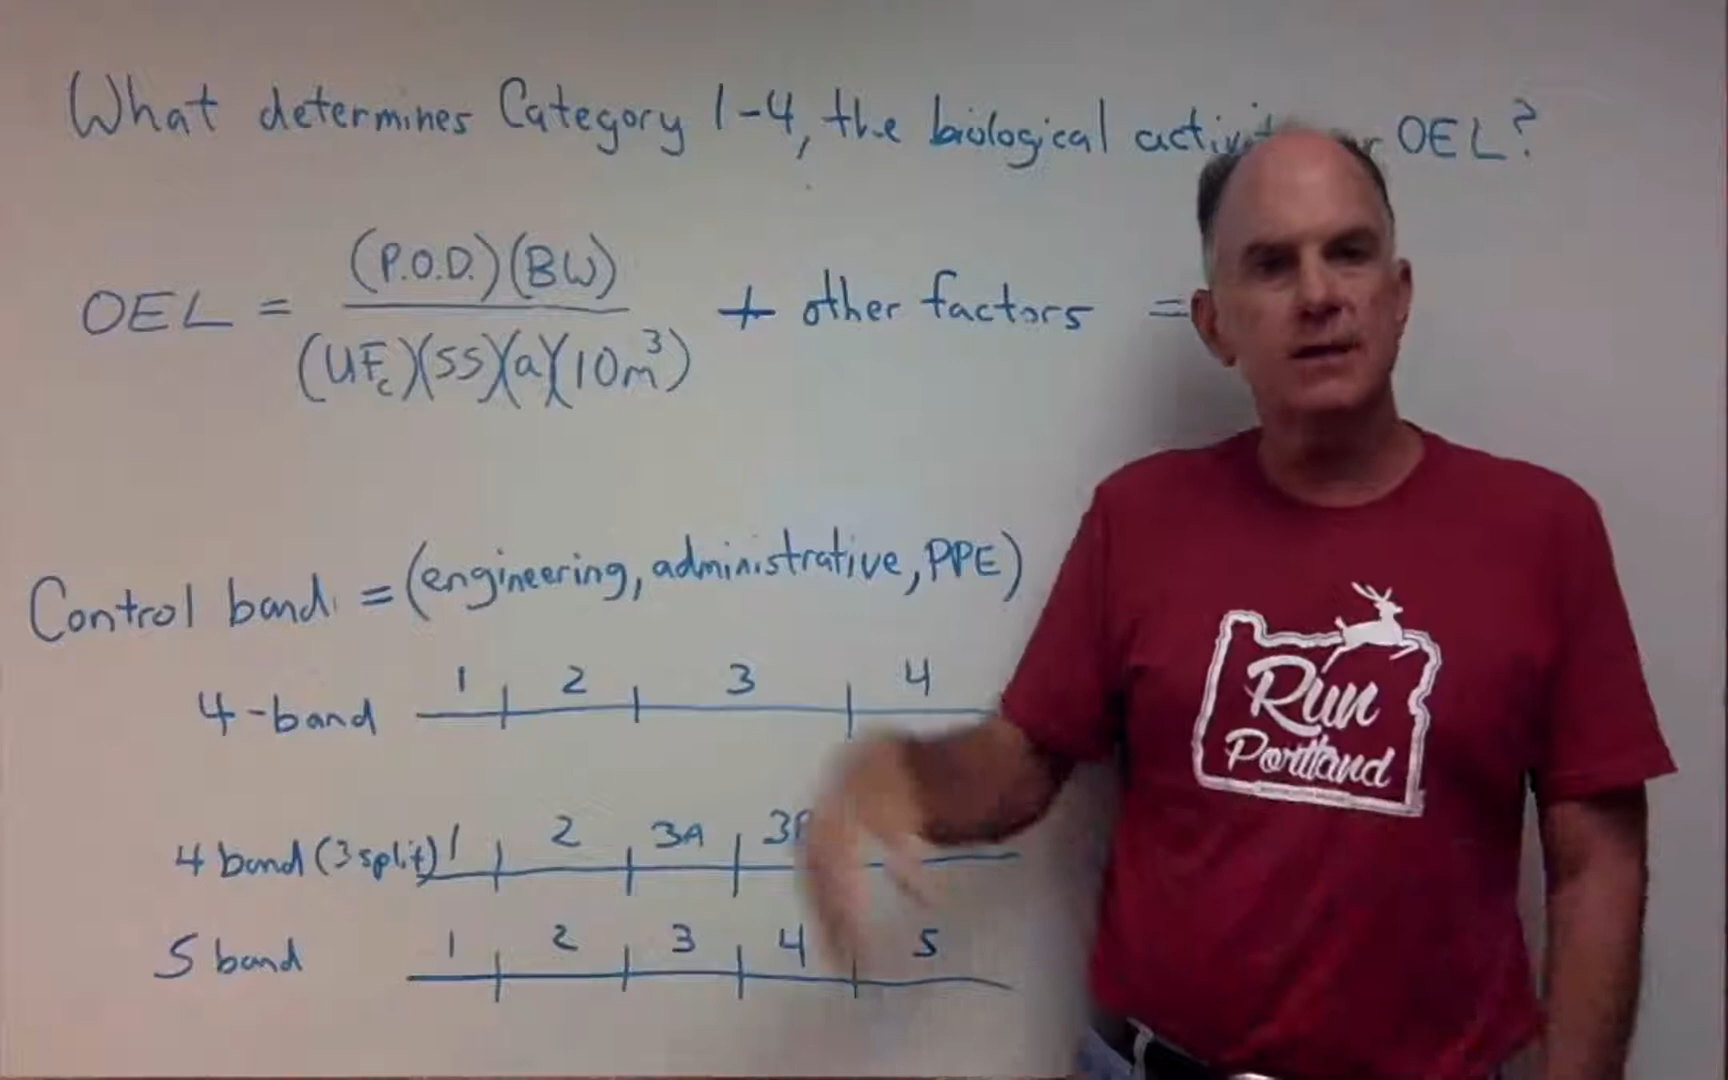 What determines Category 1-4, the biological OEL?
OEL = (P.O.D.)(BW) + other factors =
(UFc)(SS)(a)(10m³)
Control band = (engineering, administrative, PPE)
4-band 1 2 3 4
4 band (3 split) 1 2 3A
5 band 1 2 3 4 5
Run
Portland